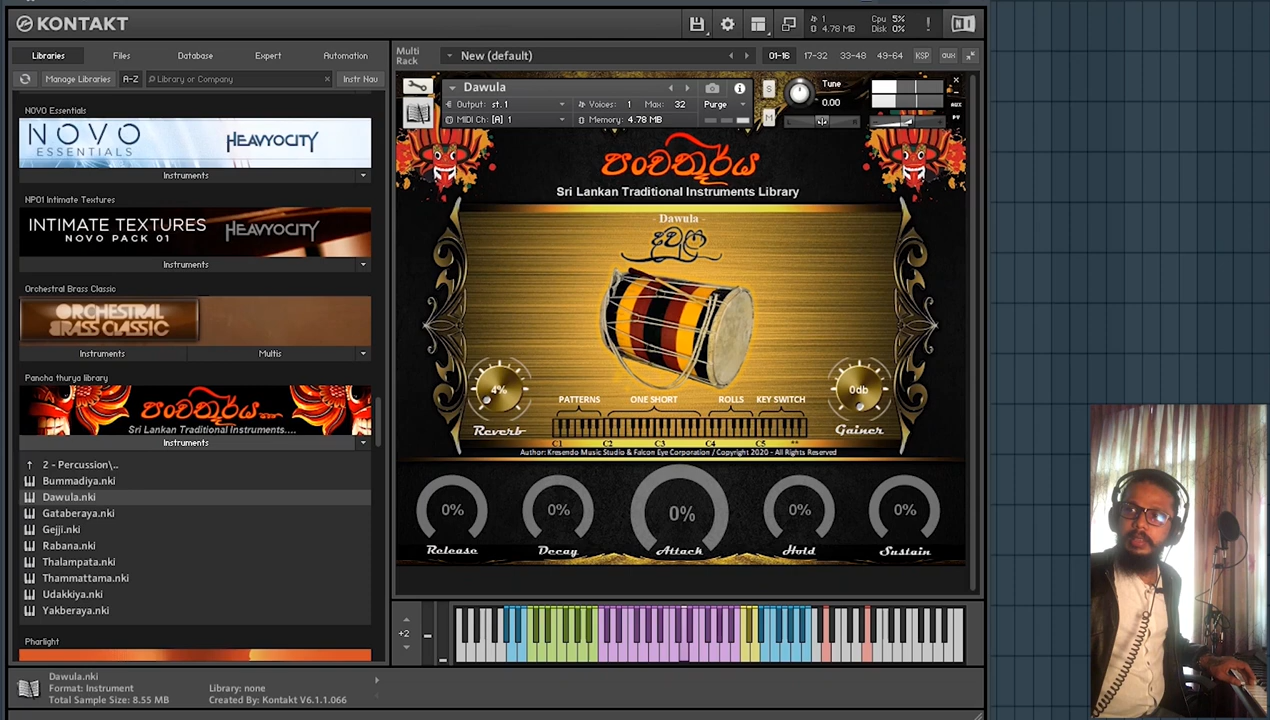 KONTAKT
1
4.78 MB
Cpu 5%
Disk 0%
!
Libraries Files Database Expert Automation
Multi Rack
New (default)
01-16 17-32 33-48 49-64 KSP aux
Manage Libraries A-Z Library or Company × Instr Nav
NOVO Essentials
NOVO
ESSENTIALS
HEAVYOCITY
Instruments
NP01 Intimate Textures
INTIMATE TEXTURES
NOVO PACK 01
HEAVYOCITY
Instruments
Orchestral Brass Classic
ORCHESTRAL
BRASS CLASSIC
Instruments Multis
Pancha thurya library
පංචතූර්ය
Sri Lankan Traditional Instruments....
Instruments
2 - Percussion\..
Bummadiya.nki
Dawula.nki
Gataberaya.nki
Gejji.nki
Rabana.nki
Thalampata.nki
Thammattama.nki
Udakkiya.nki
Yakberaya.nki
Pharlight
Dawula
Output: st. 1 Voices: 1 Max: 32 Purge
MIDI Ch: [A] 1 Memory: 4.78 MB
S
M
Tune
0.00
L R
AUX
PV
පංචතූර්ය
Sri Lankan Traditional Instruments Library
- Dawula -
දවුල
4%
Reverb
PATTERNS ONE SHORT ROLLS KEY SWITCH
C1 C2 C3 C4 C5
0db
Gainer
Author: Kresendo Music Studio & Falcon Eye Corporation / Copyright 2020 - All Rights Reserved
0% 0% 0% 0% 0%
Release Decay Attack Hold Sustain
+2
Dawula.nki
Format: Instrument Library: none
Total Sample Size: 8.55 MB Created By: Kontakt V6.1.1.066